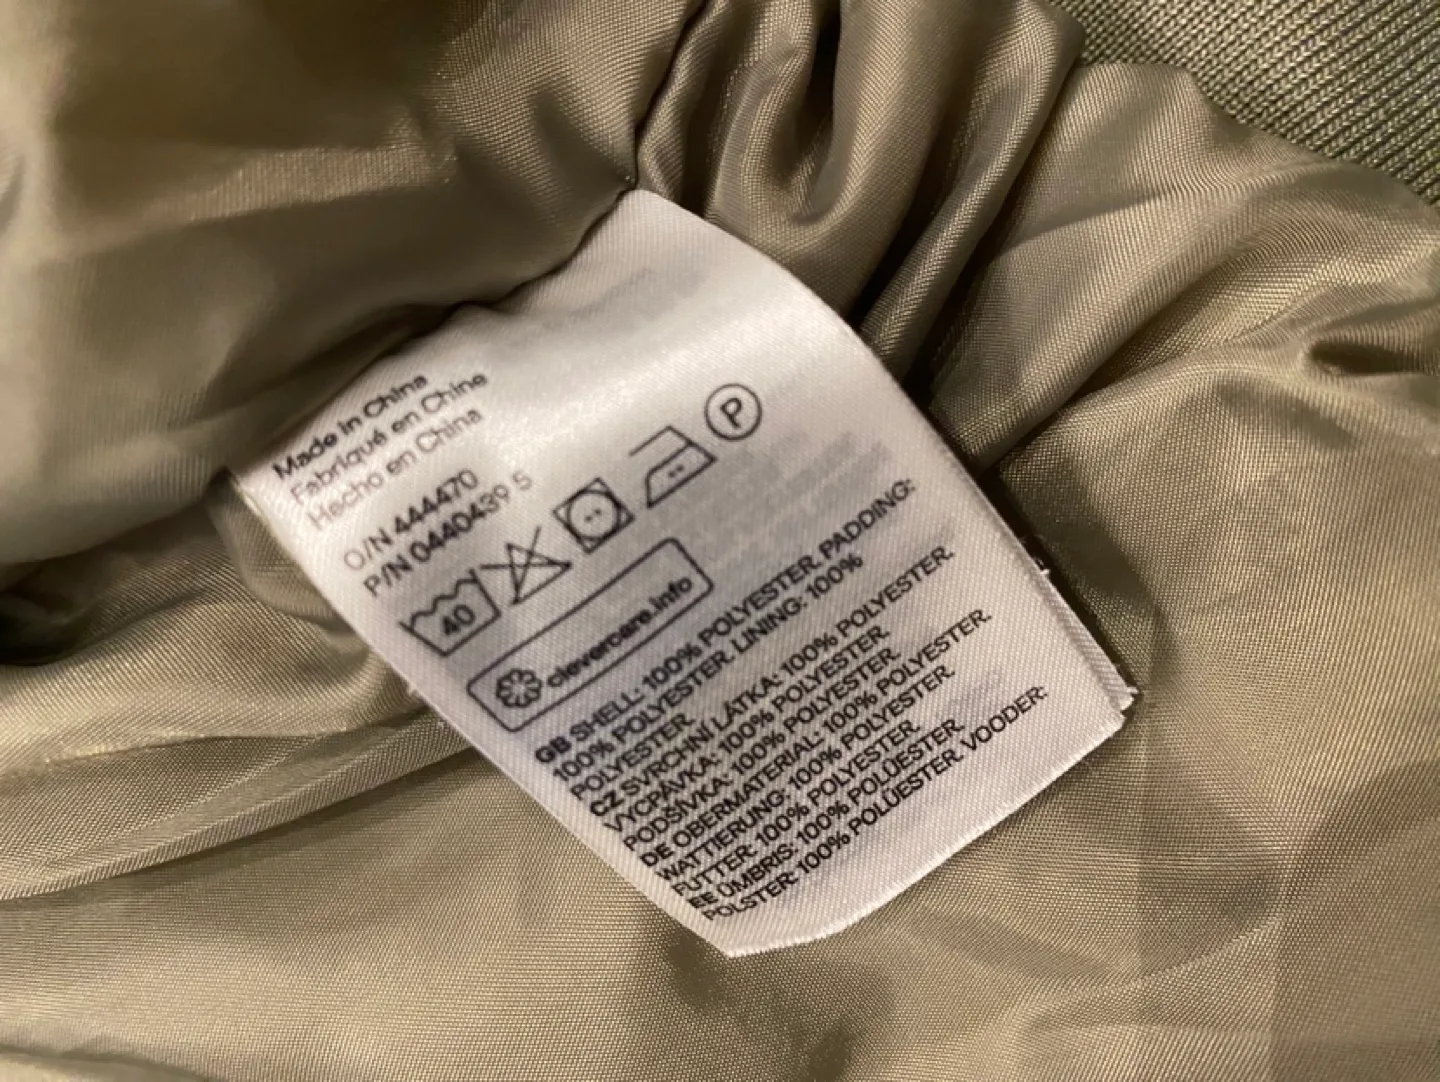 Made in China
Fabriqué en Chine
Hecho en China
O/N 444470
P/N 0440439 5
40
P
clevercare.info
GB SHELL: 100% POLYESTER. PADDING:
100% POLYESTER. LINING: 100%
POLYESTER.
CZ SVRCHNÍ LÁTKA: 100% POLYESTER.
VYCPÁVKA: 100% POLYESTER.
PODŠÍVKA: 100% POLYESTER.
DE OBERMATERIAL: 100% POLYESTER.
WATTIERUNG: 100% POLYESTER.
FUTTER: 100% POLYESTER.
EE ÜMBRIS: 100% POLÜESTER.
POLSTER: 100% POLÜESTER. VOODER: